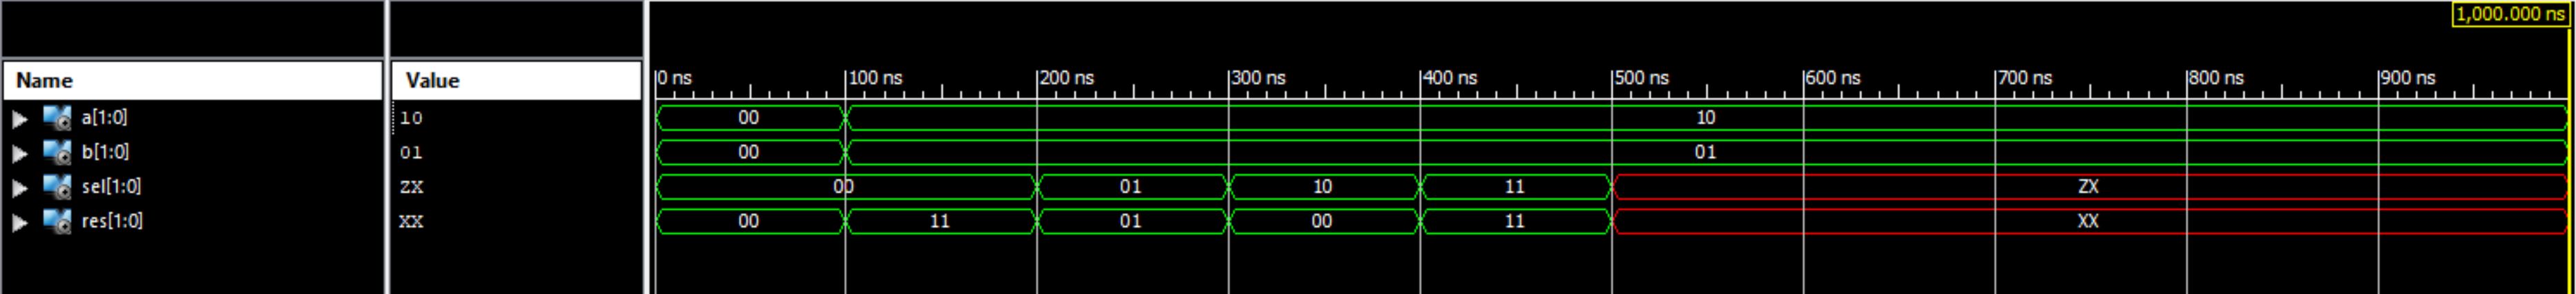 1,000.000 ns
Name Value 0 ns 100 ns 200 ns 300 ns 400 ns 500 ns 600 ns 700 ns 800 ns 900 ns
a[1:0] 10 00 10
b[1:0] 01 00 01
sel[1:0] ZX 00 01 10 11 ZX
res[1:0] XX 00 11 01 00 11 XX